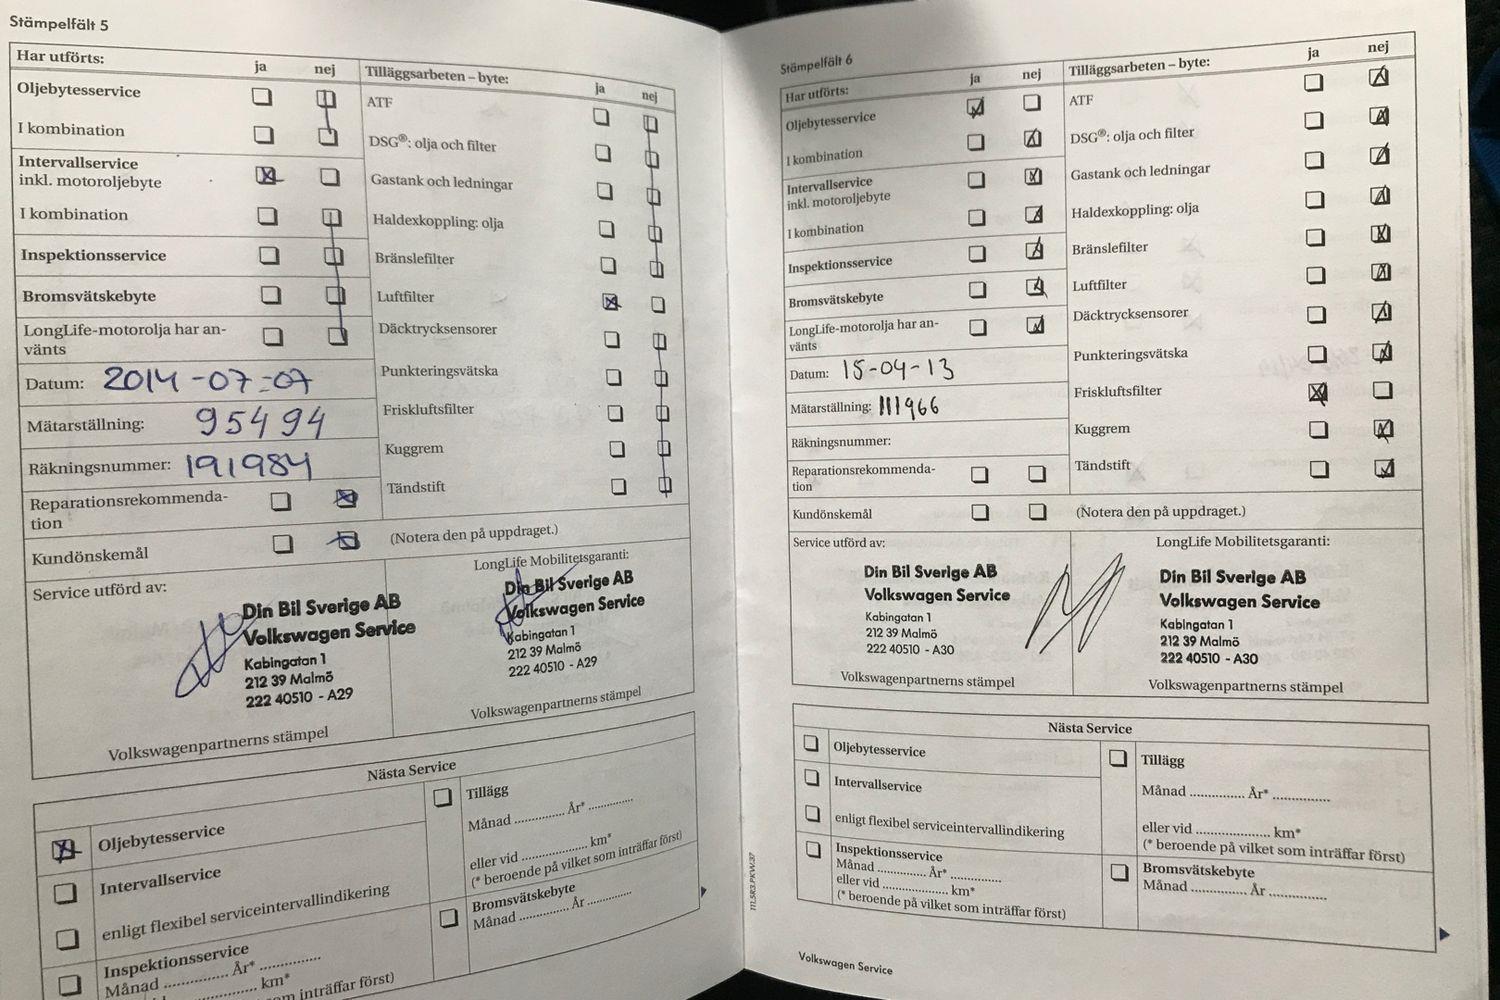 Stämpelfält 5
Har utförts: ja nej
Oljebytesservice
I kombination
Intervallservice
inkl. motoroljebyte
I kombination
Inspektionsservice
Bromsvätskebyte
LongLife-motorolja har an-
vänts
Datum: 2014-07-07
Mätarställning: 95494
Räkningsnummer: 191984
Reparationsrekommenda-
tion
Kundönskemål
Tilläggsarbeten – byte: ja nej
ATF
DSG®: olja och filter
Gastank och ledningar
Haldexkoppling: olja
Bränslefilter
Luftfilter
Däcktrycksensorer
Punkteringsvätska
Friskluftsfilter
Kuggrem
Tändstift
(Notera den på uppdraget.)
Service utförd av:
Din Bil Sverige AB
Volkswagen Service
Kabingatan 1
212 39 Malmö
222 40510 - A29
Volkswagenpartnerns stämpel
LongLife Mobilitetsgaranti:
Din Bil Sverige AB
Volkswagen Service
Kabingatan 1
212 39 Malmö
222 40510 - A29
Volkswagenpartnerns stämpel
Nästa Service
Oljebytesservice
Intervallservice
enligt flexibel serviceintervallindikering
Inspektionsservice
Månad .............. År* ..............
.................. km*
som inträffar först)
Tillägg
Månad .............. År* ............
eller vid .................... km*
(* beroende på vilket som inträffar först)
Bromsvätskebyte
Månad .............. År ............
Stämpelfält 6
Har utförts: ja nej
Oljebytesservice
I kombination
Intervallservice
inkl. motoroljebyte
I kombination
Inspektionsservice
Bromsvätskebyte
LongLife-motorolja har an-
vänts
Datum: 15-04-13
Mätarställning: 111966
Räkningsnummer:
Reparationsrekommenda-
tion
Kundönskemål
Tilläggsarbeten – byte: ja nej
ATF
DSG®: olja och filter
Gastank och ledningar
Haldexkoppling: olja
Bränslefilter
Luftfilter
Däcktrycksensorer
Punkteringsvätska
Friskluftsfilter
Kuggrem
Tändstift
(Notera den på uppdraget.)
Service utförd av:
Din Bil Sverige AB
Volkswagen Service
Kabingatan 1
212 39 Malmö
222 40510 - A30
Volkswagenpartnerns stämpel
LongLife Mobilitetsgaranti:
Din Bil Sverige AB
Volkswagen Service
Kabingatan 1
212 39 Malmö
222 40510 - A30
Volkswagenpartnerns stämpel
Nästa Service
Oljebytesservice
Intervallservice
enligt flexibel serviceintervallindikering
Inspektionsservice
Månad .............. År* ..............
eller vid .................. km*
(* beroende på vilket som inträffar först)
Tillägg
Månad .............. År* ..............
eller vid .................. km*
(* beroende på vilket som inträffar först)
Bromsvätskebyte
Månad .............. År ..............
111.5R3.PKW.37
Volkswagen Service